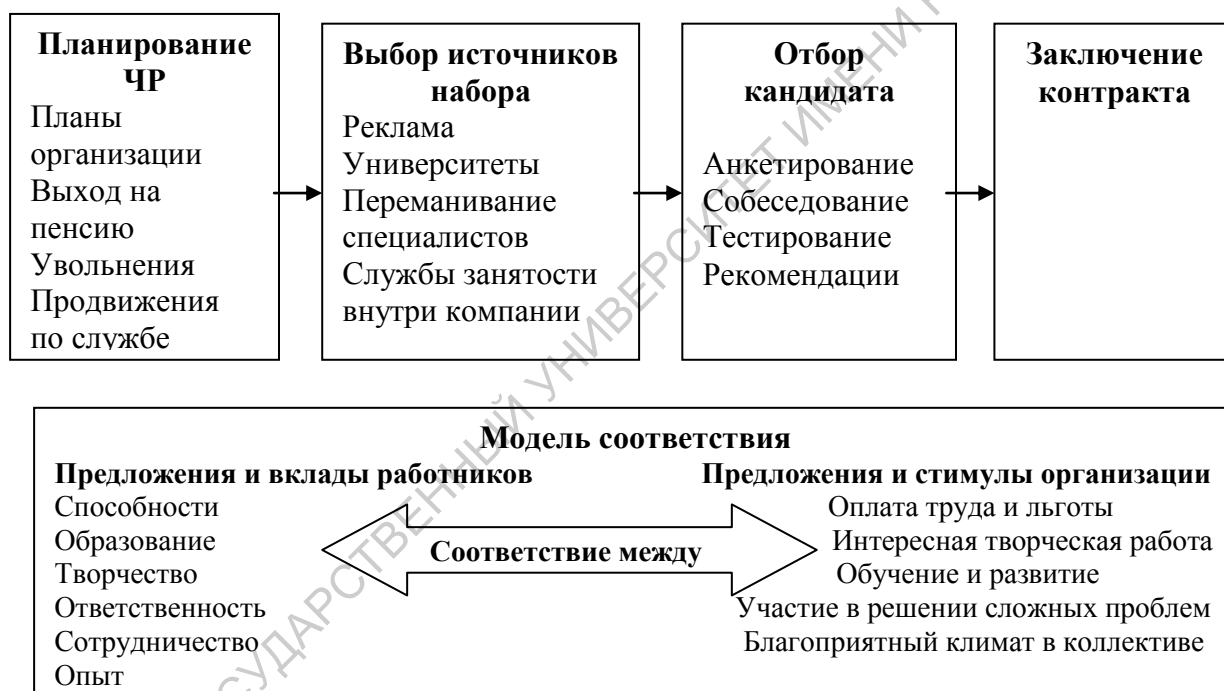 Планирование
ЧР
Планы
организации
Выход на
пенсию
Увольнения
Продвижения
по службе
Выбор источников
набора
Реклама
Университеты
Переманивание
специалистов
Службы занятости
внутри компании
Отбор
кандидата
Анкетирование
Собеседование
Тестирование
Рекомендации
Заключение
контракта
Модель соответствия
Предложения и вклады работников
Способности
Образование
Творчество
Ответственность
Сотрудничество
Опыт
Соответствие между
Предложения и стимулы организации
Оплата труда и льготы
Интересная творческая работа
Обучение и развитие
Участие в решении сложных проблем
Благоприятный климат в коллективе
СУДАРСТВЕННЫЙ УНИВЕРСИТЕТ ИМЕНИ